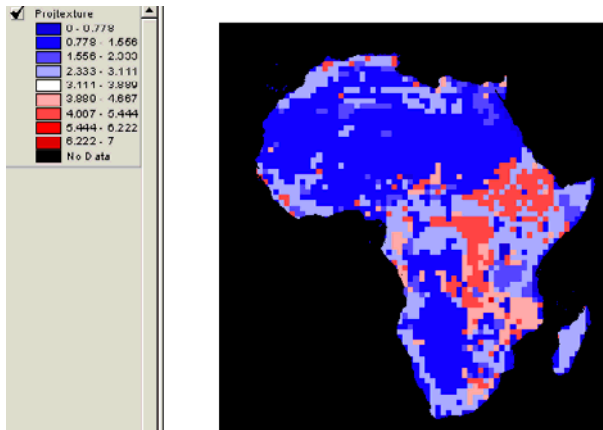 Projtexture
0 - 0.778
0.778 - 1.556
1.556 - 2.333
2.333 - 3.111
3.111 - 3.889
3.889 - 4.667
4.667 - 5.444
5.444 - 6.222
6.222 - 7
No Data